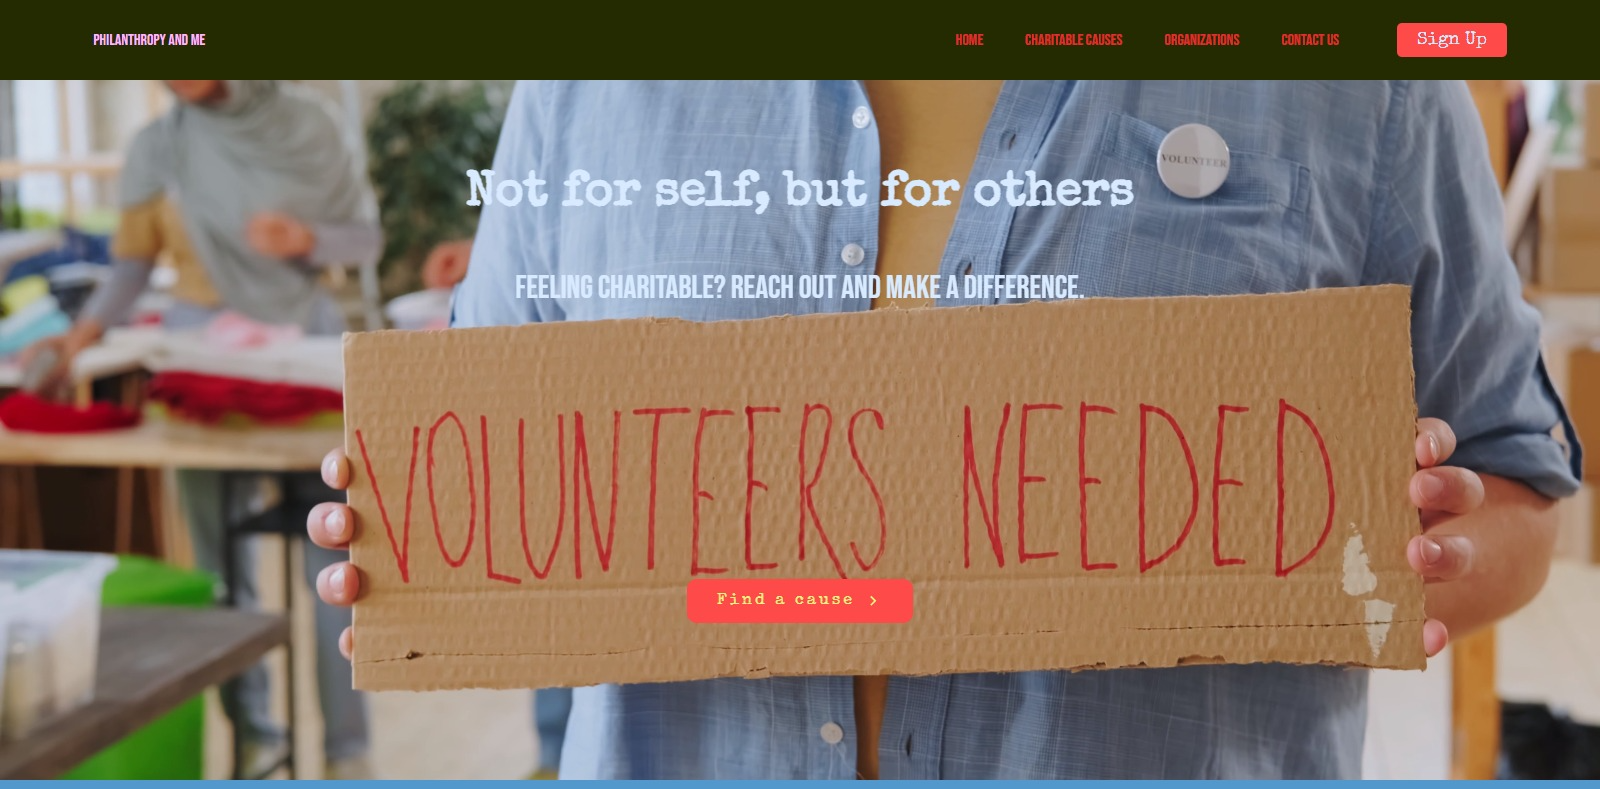 PHILANTHROPY AND ME
HOME CHARITABLE CAUSES ORGANIZATIONS CONTACT US Sign Up
VOLUNTEER
Not for self, but for others
FEELING CHARITABLE? REACH OUT AND MAKE A DIFFERENCE.
VOLUNTEERS NEEDED
Find a cause